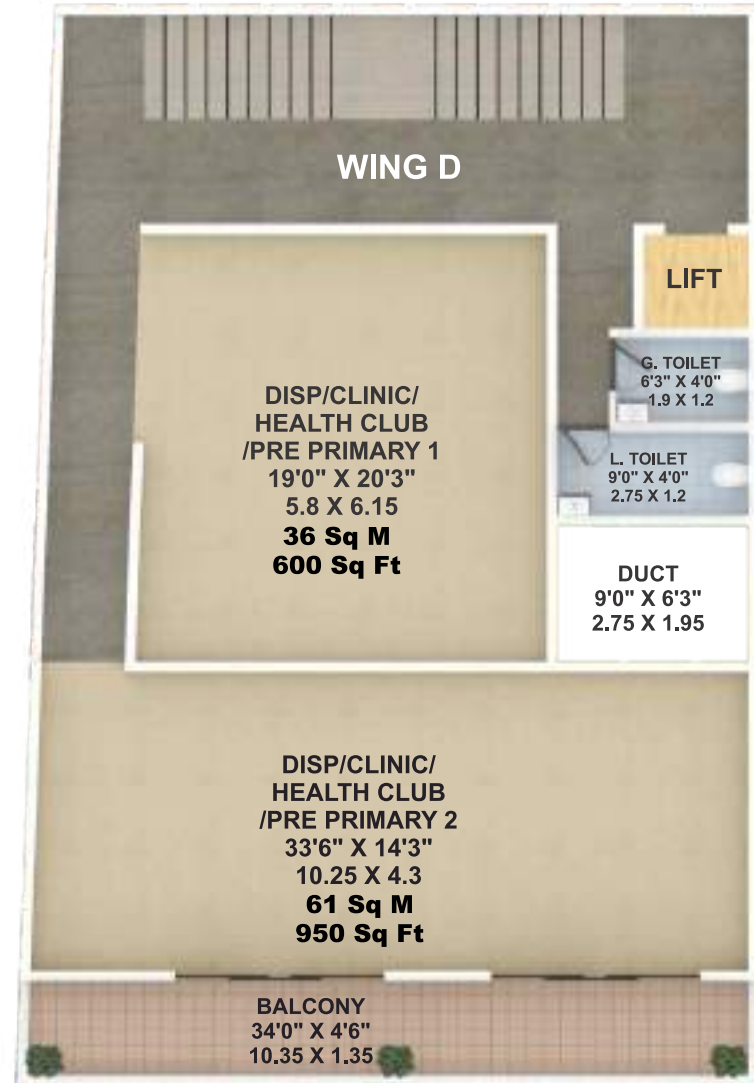 WING D
LIFT
G. TOILET
6'3" X 4'0"
1.9 X 1.2
DISP/CLINIC/
HEALTH CLUB
/PRE PRIMARY 1
19'0" X 20'3"
5.8 X 6.15
36 Sq M
600 Sq Ft
L. TOILET
9'0" X 4'0"
2.75 X 1.2
DUCT
9'0" X 6'3"
2.75 X 1.95
DISP/CLINIC/
HEALTH CLUB
/PRE PRIMARY 2
33'6" X 14'3"
10.25 X 4.3
61 Sq M
950 Sq Ft
BALCONY
34'0" X 4'6"
10.35 X 1.35